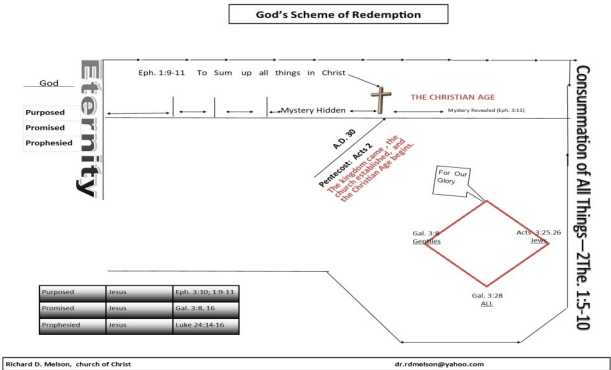 God's Scheme of Redemption
Eternity
God
Purposed
Promised
Prophesied
Eph. 1:9-11 To Sum up all things in Christ
Mystery Hidden
THE CHRISTIAN AGE
Mystery Revealed (Eph. 3:11)
A.D. 30
Pentecost: Acts 2
The kingdom came , the
church established, and
the Christian Age begins.
For Our
Glory
Gal. 3:8
Gentiles
Acts 3:25.26
Jews
Gal. 3:28
ALL
Consummation of All Things—2The. 1:5-10
Purposed Jesus Eph. 3:10; 1:9-11
Promised Jesus Gal. 3:8, 16
Prophesied Jesus Luke 24:14-16
Richard D. Melson, church of Christ dr.rdmelson@yahoo.com